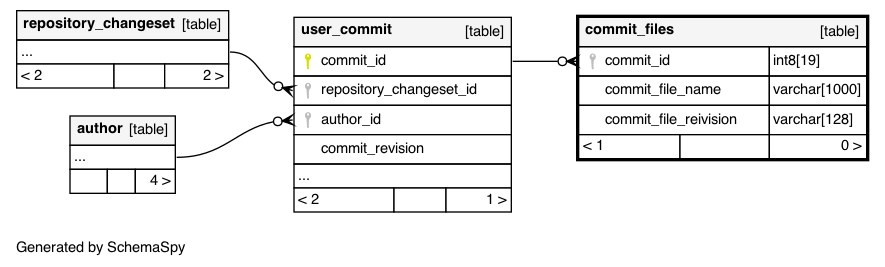 repository_changeset [table]
...
< 2 2 >
author [table]
...
4 >
user_commit [table]
commit_id
repository_changeset_id
author_id
commit_revision
...
< 2 1 >
commit_files [table]
commit_id int8[19]
commit_file_name varchar[1000]
commit_file_reivision varchar[128]
< 1 0 >
Generated by SchemaSpy